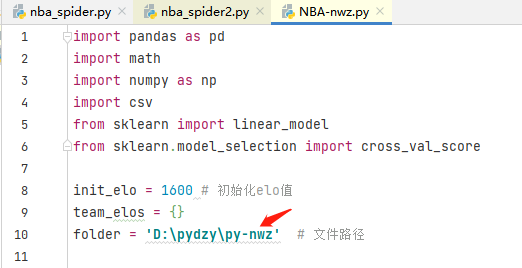 nba_spider.py nba_spider2.py NBA-nwz.py
1 import pandas as pd
2 import math
3 import numpy as np
4 import csv
5 from sklearn import linear_model
6 from sklearn.model_selection import cross_val_score
7
8 init_elo = 1600 # 初始化elo值
9 team_elos = {}
10 folder = 'D:\pydzy\py-nwz' # 文件路径
11